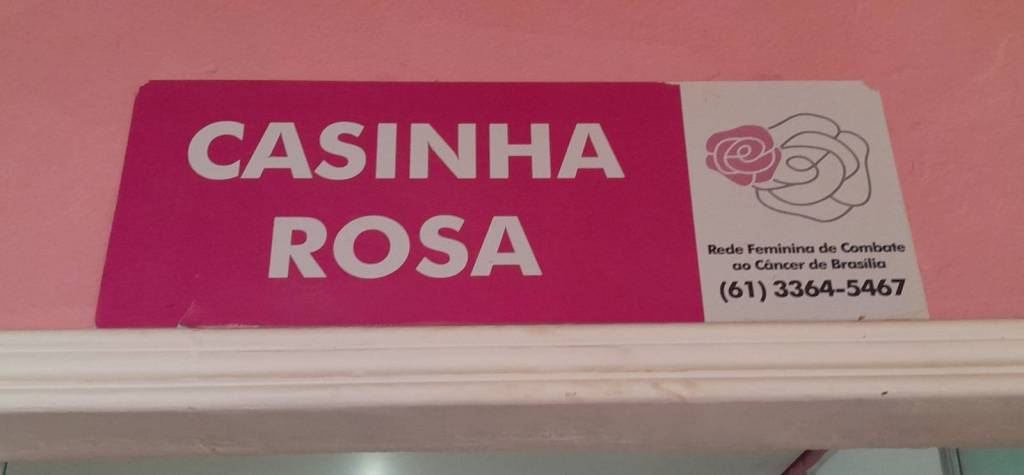 CASINHA
ROSA
Rede Feminina de Combate
ao Câncer de Brasília
(61) 3364-5467